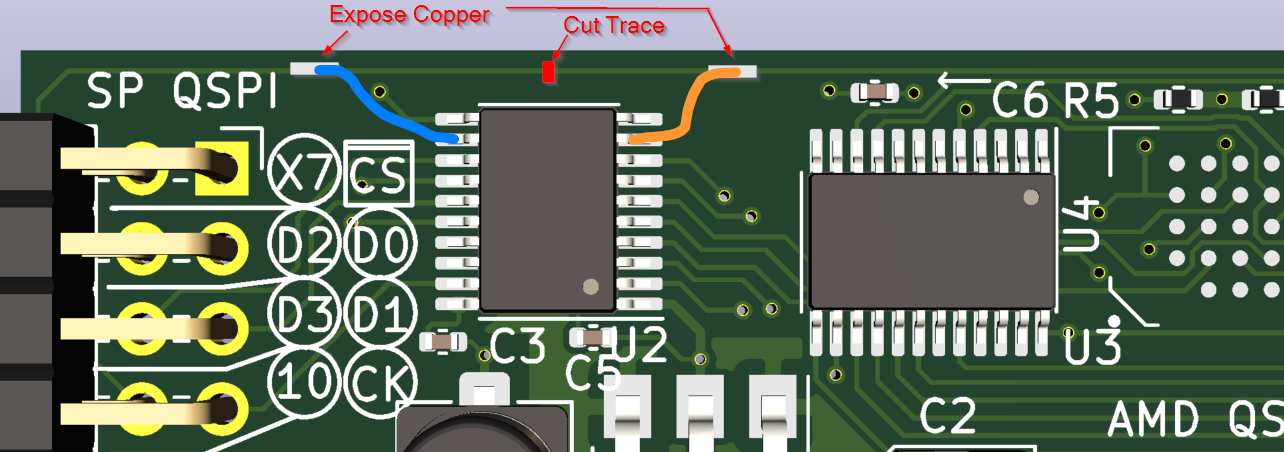 Expose Copper
Cut Trace
SP QSPI
C6 R5
X7 CS
U4
D2 D0
D3 D1
C3 U2
U3
C5
10 CK
C2
AMD QS